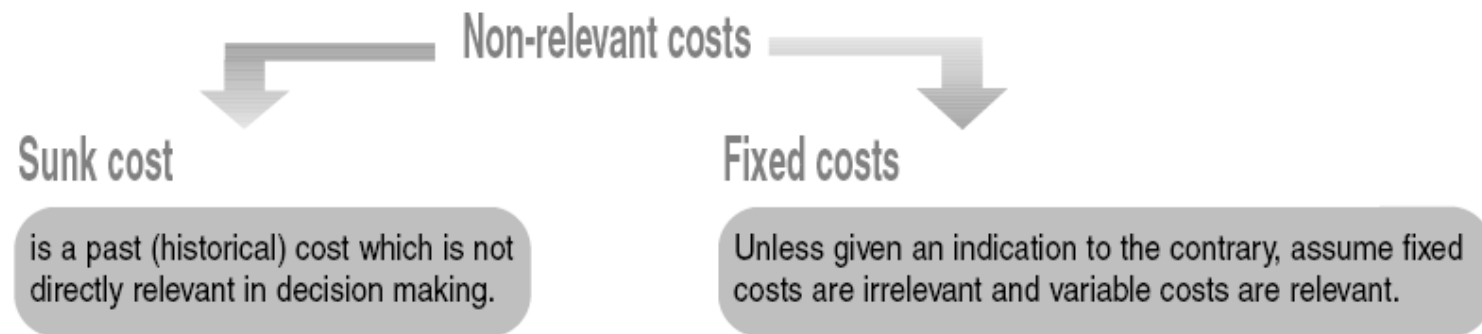 Non-relevant costs
Sunk cost
is a past (historical) cost which is not
directly relevant in decision making.
Fixed costs
Unless given an indication to the contrary, assume fixed
costs are irrelevant and variable costs are relevant.